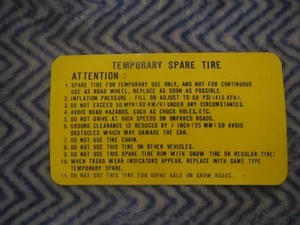 TEMPORARY SPARE TIRE
ATTENTION :
1. SPARE TIRE FOR TEMPORARY USE ONLY, AND NOT FOR CONTINUOUS
USE AS ROAD WHEEL, REPLACE AS SOON AS POSSIBLE.
2. INFLATION PRESSURE : FILL OR ADJUST TO 60 PSI(415 KPA).
3. DO NOT EXCEED 50 MPH(80 KM/H) UNDER ANY CIRCUMSTANCES.
4. AVOID ROAD HAZARDS, SUCH AS CHUCK HOLES, ETC.
5. DO NOT DRIVE AT HIGH SPEEDS ON UNPAVED ROADS.
6. GROUND CLEARANCE IS REDUCED BY 1 INCH(25 MM) SO AVOID
OBSTACLES WHICH MAY DAMAGE THE CAR.
7. DO NOT USE TIRE CHAIN.
8. DO NOT USE THIS TIRE ON OTHER VEHICLES.
9. DO NOT USE THIS SPARE TIRE RIM WITH SNOW TIRE OR REGULAR TIRE.
10. WHEN TREAD WEAR INDICATORS APPEAR, REPLACE WITH SAME TYPE
TEMPORARY SPARE.
11. DO NOT USE THIS TIRE FOR DRIVE AXLE ON SNOW ROADS.